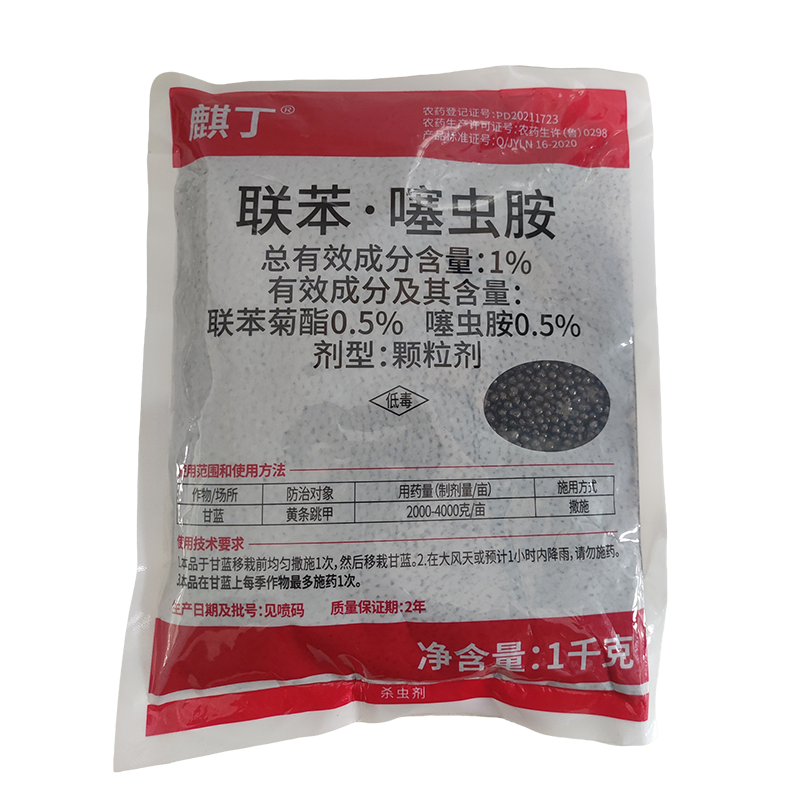 麒丁®
农药登记证号:PD20211723
农药生产许可证号:农药生许(鲁)0298
产品标准证号:Q/JYLN 16-2020
联苯·噻虫胺
总有效成分含量:1%
有效成分及其含量:
联苯菊酯0.5% 噻虫胺0.5%
剂型:颗粒剂
低毒
使用范围和使用方法
作物/场所 防治对象 用药量(制剂量/亩) 施用方式
甘蓝 黄条跳甲 2000-4000克/亩 撒施
使用技术要求
1.本品于甘蓝移栽前均匀撒施1次,然后移栽甘蓝。2.在大风天或预计1小时内降雨,请勿施药。
3.本品在甘蓝上每季作物最多施药1次。
生产日期及批号:见喷码 质量保证期:2年
净含量:1千克
杀虫剂